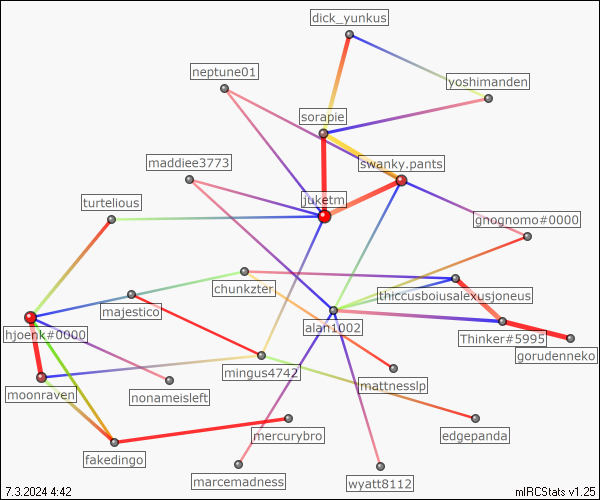 dick_yunkus
neptune01
yoshimanden
sorapie
maddiee3773
swanky.pants
turtelious
juketm
gnognomo#0000
chunkzter
thiccusboiusalexusjoneus
majestico
alan1002
hjoenk#0000
Thinker#5995
gorudenneko
mingus4742
mattnesslp
moonraven
nonameisleft
mercurybro
edgepanda
fakedingo
marcemadness
wyatt8112
7.3.2024 4:42
mIRCStats v1.25